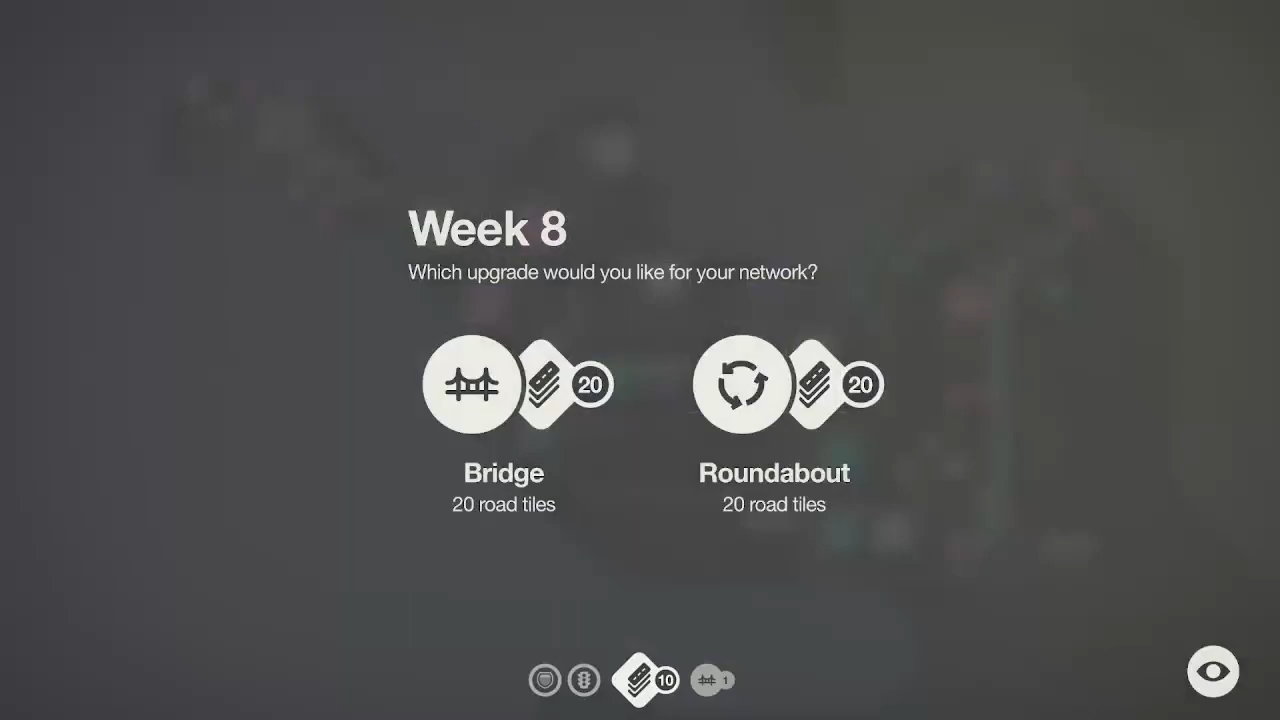 Week 8
Which upgrade would you like for your network?
20
20
Bridge
Roundabout
20 road tiles
20 road tiles
10
1